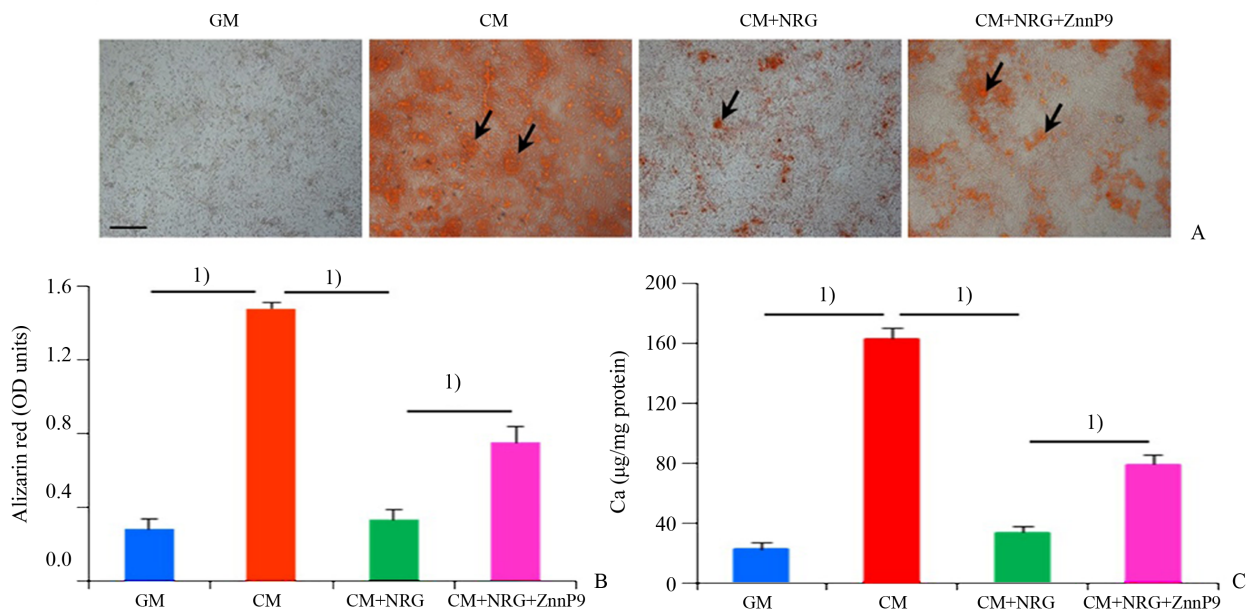 GM CM CM+NRG CM+NRG+ZnnP9
A
1.6
1.2
0.8
0.4
0.0
Alizarin red (OD units)
1) 1)
1)
GM CM CM+NRG CM+NRG+ZnnP9
B
200
160
120
80
40
0
Ca (μg/mg protein)
1) 1)
1)
GM CM CM+NRG CM+NRG+ZnnP9
C